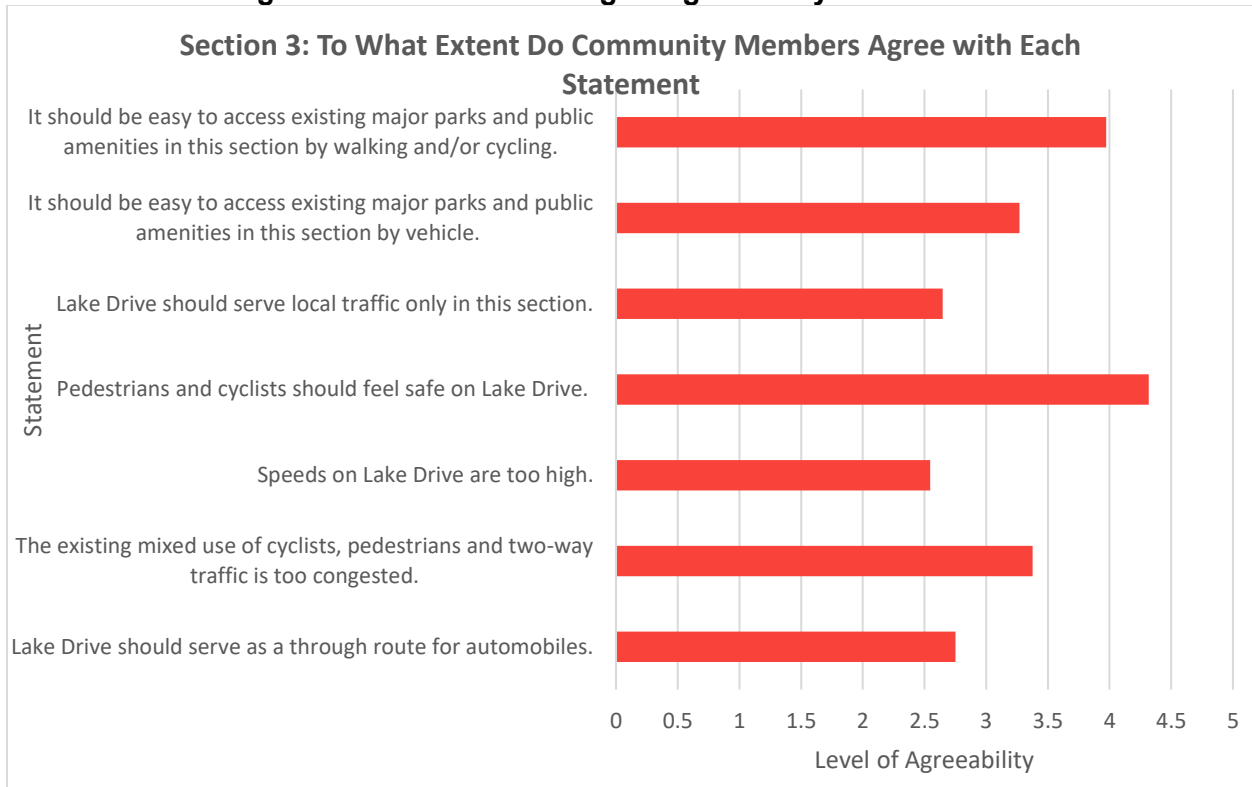 Section 3: To What Extent Do Community Members Agree with Each
Statement
It should be easy to access existing major parks and public
amenities in this section by walking and/or cycling.
It should be easy to access existing major parks and public
amenities in this section by vehicle.
Lake Drive should serve local traffic only in this section.
Statement
Pedestrians and cyclists should feel safe on Lake Drive.
Speeds on Lake Drive are too high.
The existing mixed use of cyclists, pedestrians and two-way
traffic is too congested.
Lake Drive should serve as a through route for automobiles.
0 0.5 1 1.5 2 2.5 3 3.5 4 4.5 5
Level of Agreeability